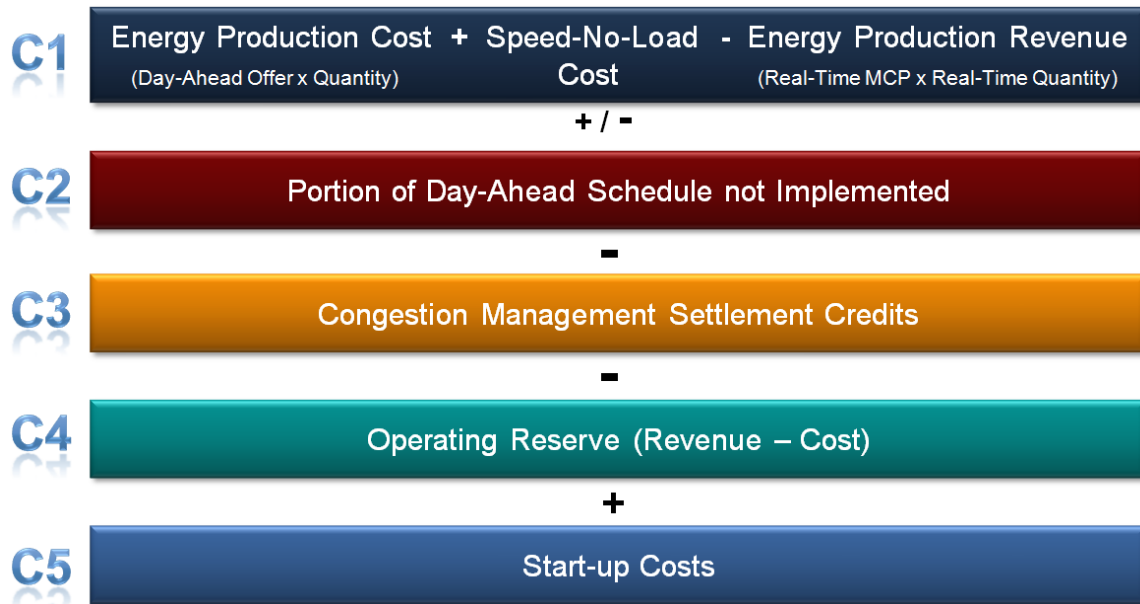 C1
Energy Production Cost + Speed-No-Load - Energy Production Revenue
Cost
(Day-Ahead Offer x Quantity)
(Real-Time MCP x Real-Time Quantity)
+ / -
C2
Portion of Day-Ahead Schedule not Implemented
-
C3
Congestion Management Settlement Credits
-
C4
Operating Reserve (Revenue – Cost)
+
C5
Start-up Costs